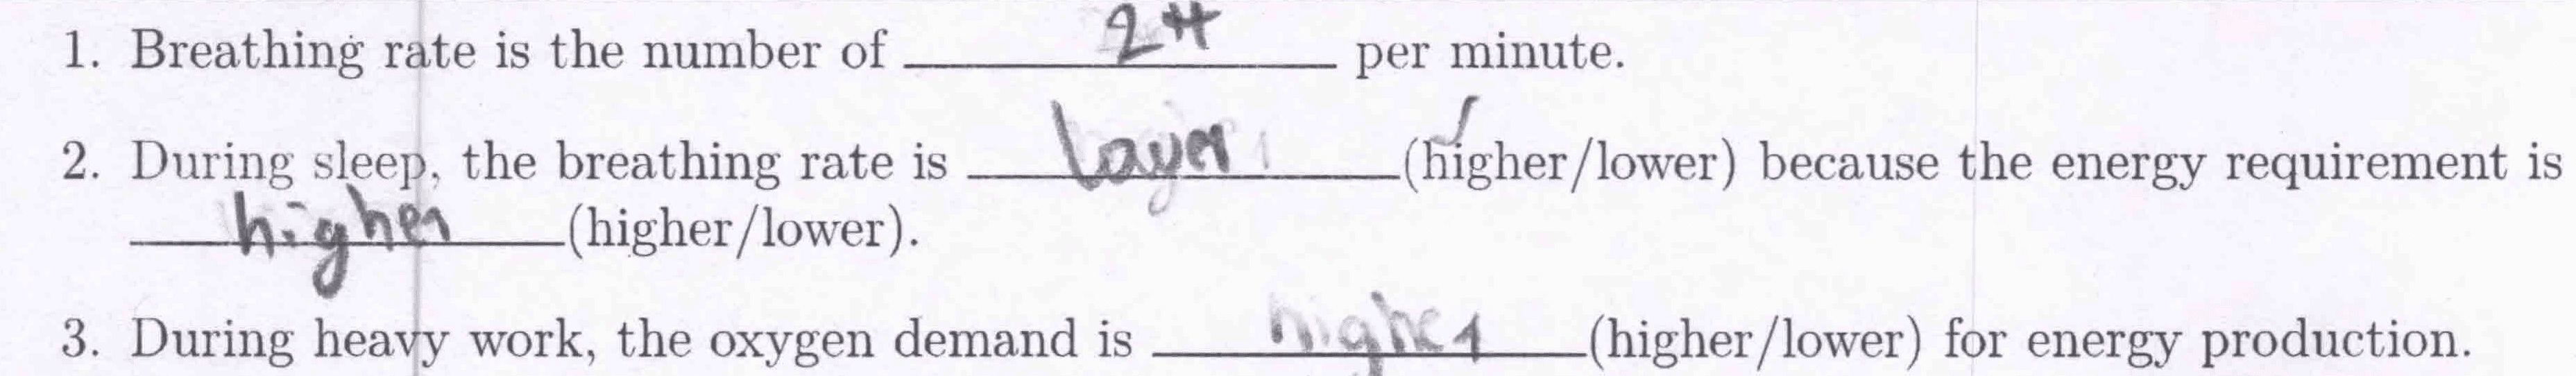 1. Breathing rate is the number of 24 per minute.
2. During sleep, the breathing rate is layer (higher/lower) because the energy requirement is
higher (higher/lower).
3. During heavy work, the oxygen demand is higher (higher/lower) for energy production.